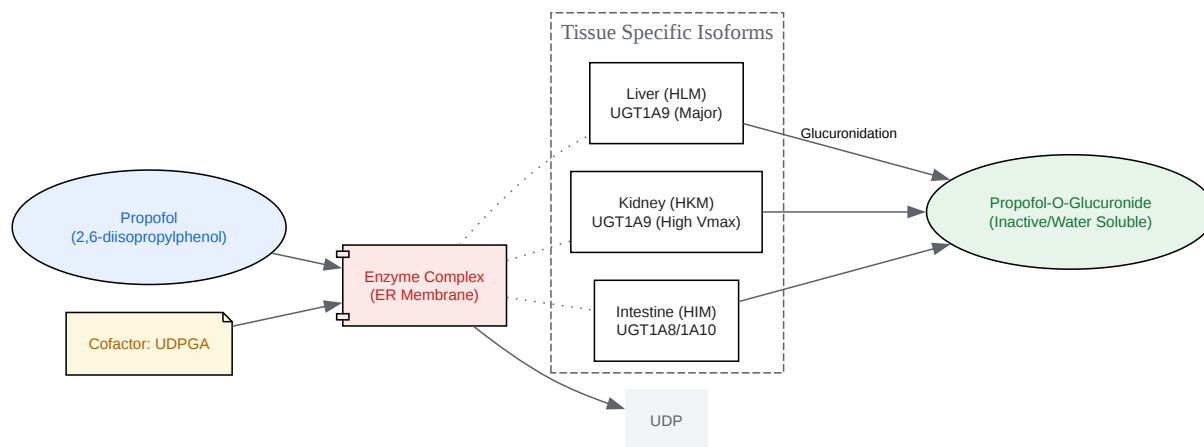 Tissue Specific Isoforms
Liver (HLM)
UGT1A9 (Major)
Glucuronidation
Propofol
(2,6-diisopropylphenol)
Kidney (HKM)
UGT1A9 (High Vmax)
Propofol-O-Glucuronide
(Inactive/Water Soluble)
Enzyme Complex
(ER Membrane)
Intestine (HIM)
UGT1A8/1A10
Cofactor: UDPGA
UDP